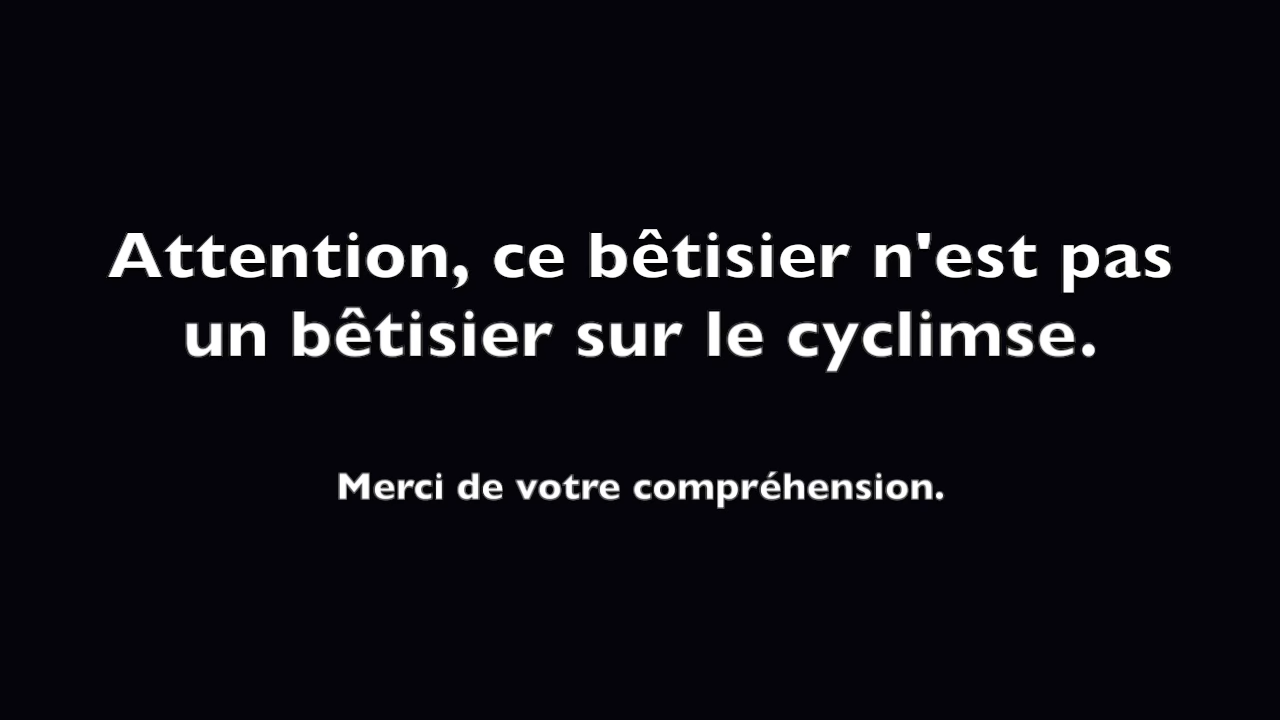 Attention, ce bêtisier n'est pas
un bêtisier sur le cyclimse.
Merci de votre compréhension.